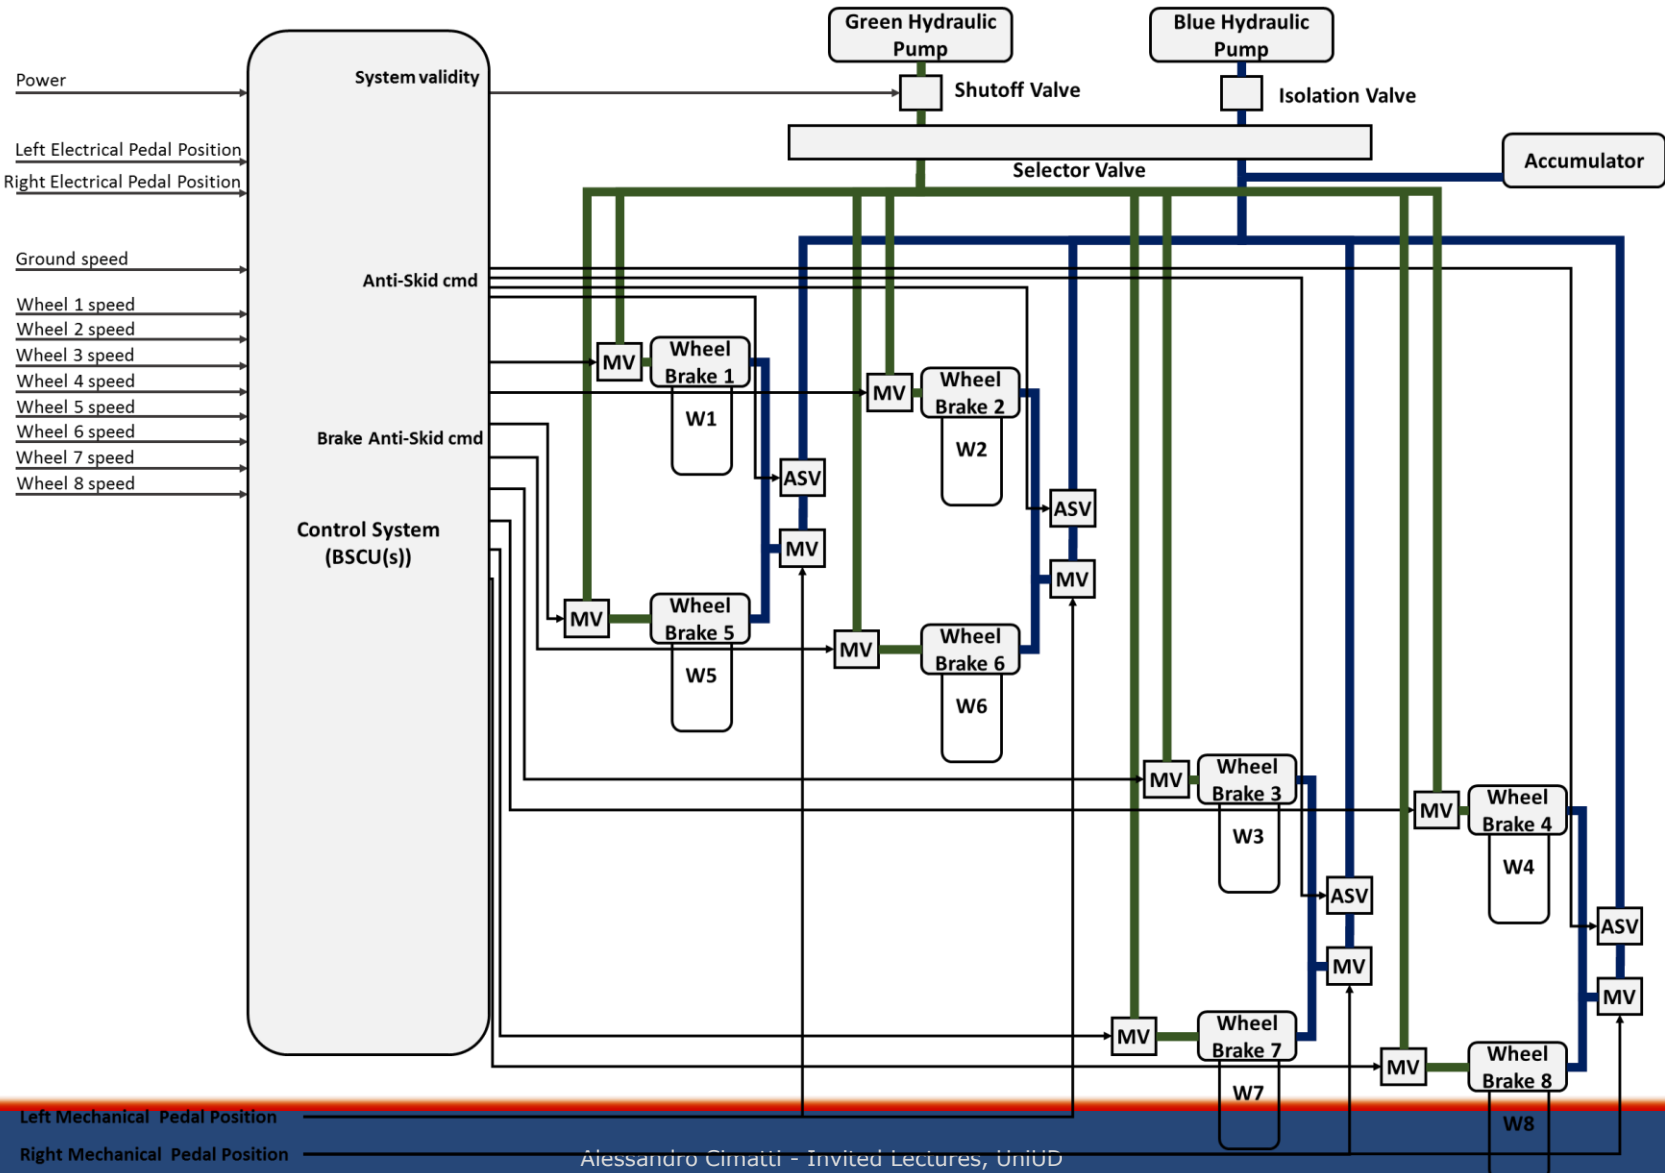 Green Hydraulic
Pump
Blue Hydraulic
Pump
Power
System validity
Shutoff Valve
Isolation Valve
Left Electrical Pedal Position
Right Electrical Pedal Position
Selector Valve
Accumulator
Ground speed
Anti-Skid cmd
Wheel 1 speed
Wheel 2 speed
Wheel 3 speed
Wheel 4 speed
Wheel 5 speed
Wheel 6 speed
Wheel 7 speed
Wheel 8 speed
Brake Anti-Skid cmd
Control System
(BSCU(s))
MV
Wheel
Brake 1
W1
MV
Wheel
Brake 2
W2
ASV
MV
ASV
MV
MV
Wheel
Brake 5
W5
MV
Wheel
Brake 6
W6
MV
Wheel
Brake 3
W3
MV
Wheel
Brake 4
W4
ASV
MV
ASV
MV
MV
Wheel
Brake 7
W7
MV
Wheel
Brake 8
W8
Left Mechanical Pedal Position
Right Mechanical Pedal Position
Alessandro Cimatti - Invited Lectures, UniUD